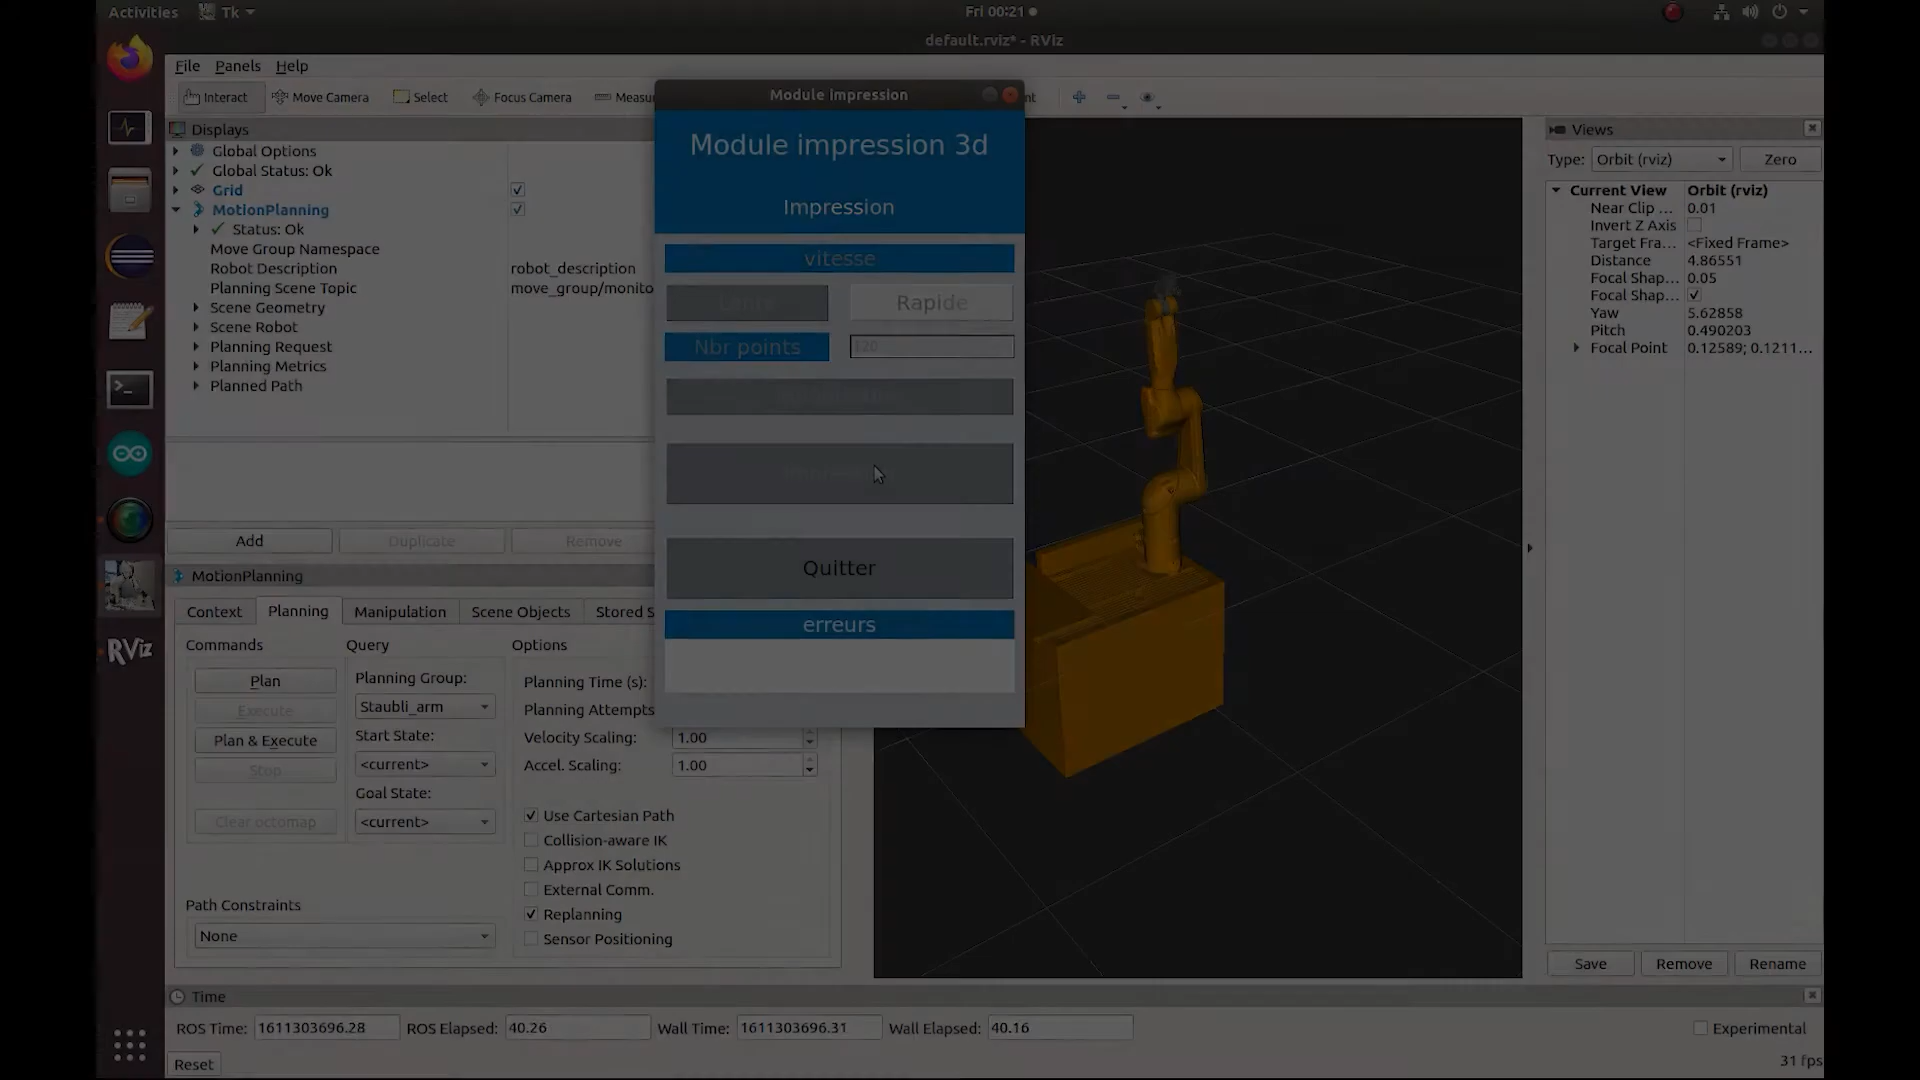 Activities
Tk
Fri 00:21
default.rviz* - RViz
File Panels Help
Interact Move Camera Select Focus Camera
Displays
Global Options
Global Status: Ok
Grid
MotionPlanning
Status: Ok
Move Group Namespace
Robot Description robot_description
Planning Scene Topic
Scene Geometry
Scene Robot
Planning Request
Planning Metrics
Planned Path
Add Duplicate Remove
MotionPlanning
Context Planning Manipulation Scene Objects Stored
Commands Query Options
Plan
Execute
Plan & Execute
Stop
Clear octomap
Planning Group:
Staubli_arm
Start State:
<current>
Goal State:
<current>
Planning Time (s):
Planning Attempts
Velocity Scaling: 1.00
Accel. Scaling: 1.00
Use Cartesian Path
Collision-aware IK
Approx IK Solutions
External Comm.
Replanning
Sensor Positioning
Path Constraints
None
Module impression
Module impression 3d
Impression
vitesse
Rapide
Nbr points 120
Quitter
erreurs
Views
Type: Orbit (rviz) Zero
Current View Orbit (rviz)
Near Clip ... 0.01
Invert Z Axis
Target Fra... <Fixed Frame>
Distance 4.86551
Focal Shap... 0.05
Focal Shap...
Yaw 5.62858
Pitch 0.490203
Focal Point 0.12589; 0.1211...
Save Remove Rename
Time
ROS Time: 1611303696.28 ROS Elapsed: 40.26 Wall Time: 1611303696.31 Wall Elapsed: 40.16 Experimental
Reset
31 fps
RViz